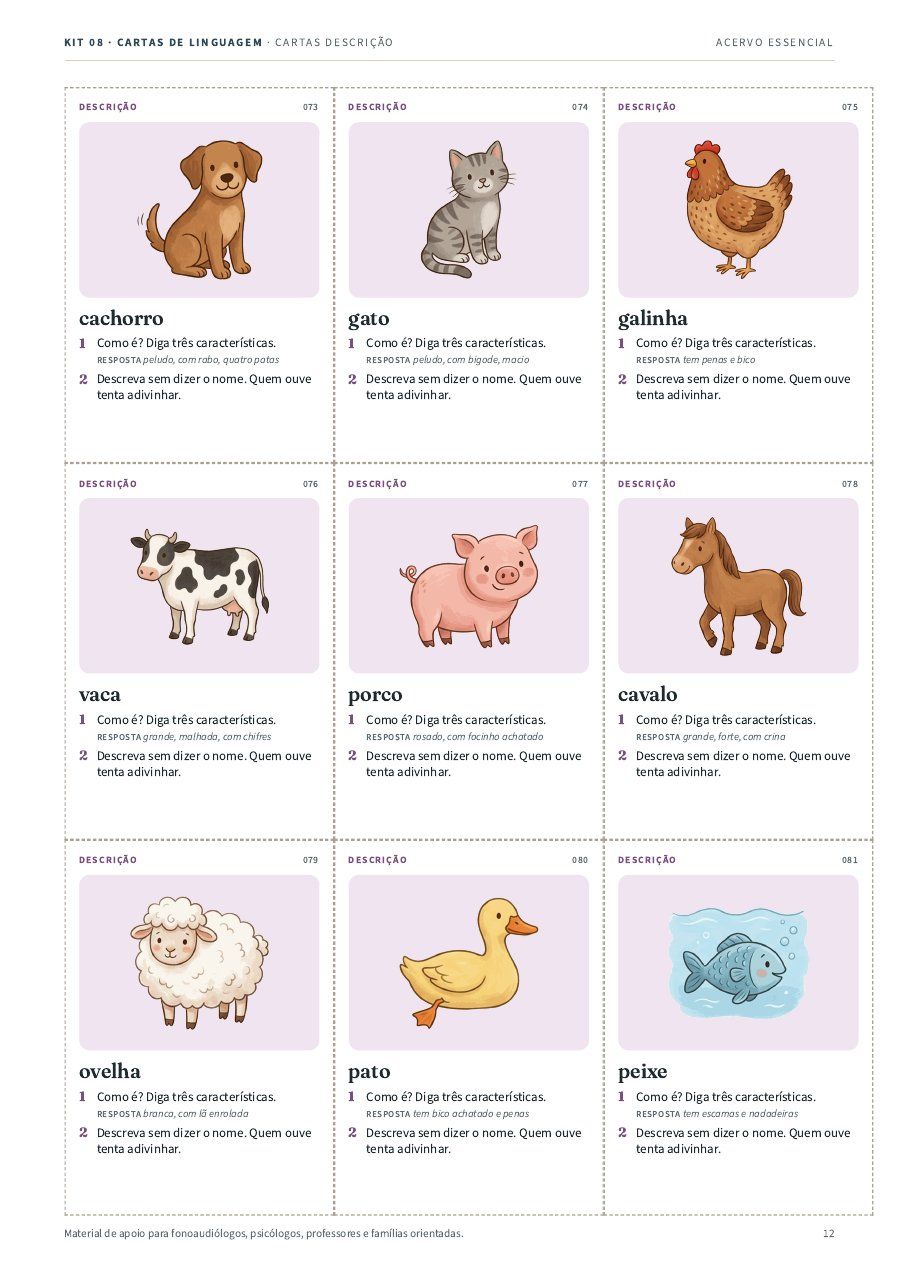 KIT 08 · CARTAS DE LINGUAGEM · CARTAS DESCRIÇÃO
ACERVO ESSENCIAL
DESCRIÇÃO 073
cachorro
1 Como é? Diga três características.
RESPOSTA peludo, com rabo, quatro patas
2 Descreva sem dizer o nome. Quem ouve
tenta adivinhar.
DESCRIÇÃO 074
gato
1 Como é? Diga três características.
RESPOSTA peludo, com bigode, macio
2 Descreva sem dizer o nome. Quem ouve
tenta adivinhar.
DESCRIÇÃO 075
galinha
1 Como é? Diga três características.
RESPOSTA tem penas e bico
2 Descreva sem dizer o nome. Quem ouve
tenta adivinhar.
DESCRIÇÃO 076
vaca
1 Como é? Diga três características.
RESPOSTA grande, malhada, com chifres
2 Descreva sem dizer o nome. Quem ouve
tenta adivinhar.
DESCRIÇÃO 077
porco
1 Como é? Diga três características.
RESPOSTA rosado, com focinho achatado
2 Descreva sem dizer o nome. Quem ouve
tenta adivinhar.
DESCRIÇÃO 078
cavalo
1 Como é? Diga três características.
RESPOSTA grande, forte, com crina
2 Descreva sem dizer o nome. Quem ouve
tenta adivinhar.
DESCRIÇÃO 079
ovelha
1 Como é? Diga três características.
RESPOSTA branca, com lã enrolada
2 Descreva sem dizer o nome. Quem ouve
tenta adivinhar.
DESCRIÇÃO 080
pato
1 Como é? Diga três características.
RESPOSTA tem bico achatado e penas
2 Descreva sem dizer o nome. Quem ouve
tenta adivinhar.
DESCRIÇÃO 081
peixe
1 Como é? Diga três características.
RESPOSTA tem escamas e nadadeiras
2 Descreva sem dizer o nome. Quem ouve
tenta adivinhar.
Material de apoio para fonoaudiólogos, psicólogos, professores e famílias orientadas.
12